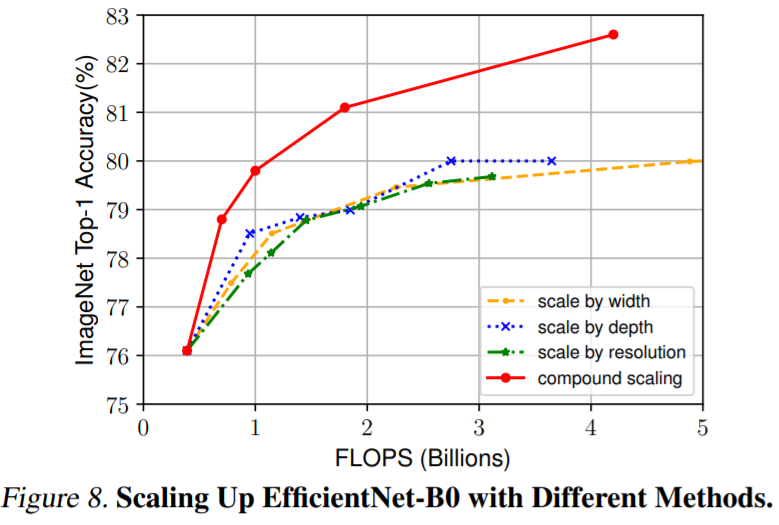 83
82
81
80
79
78
77
76
75
ImageNet Top-1 Accuracy(%)
scale by width
scale by depth
scale by resolution
compound scaling
0 1 2 3 4 5
FLOPS (Billions)
Figure 8. Scaling Up EfficientNet-B0 with Different Methods.